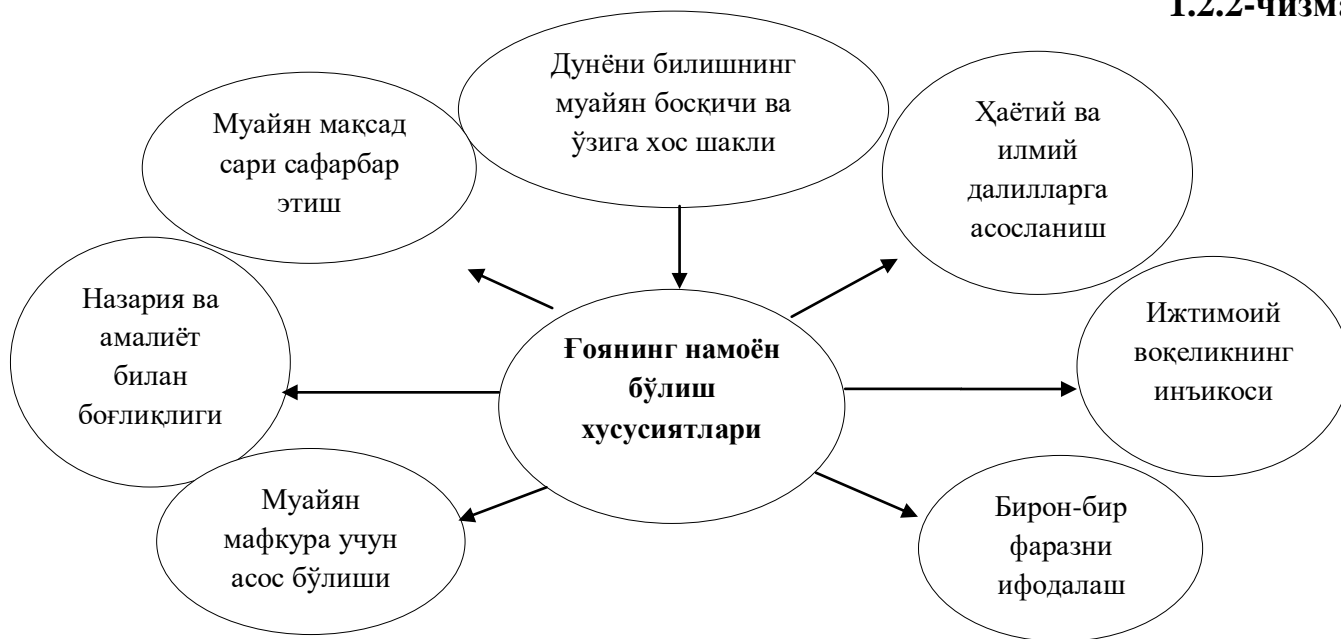 1.2.2-чизма
Дунёни билишнинг
муайян босқичи ва
ўзига хос шакли
Муайян мақсад
сари сафарбар
этиш
Ҳаётий ва
илмий
далилларга
асосланиш
Назария ва
амалиёт
билан
боғлиқлиги
Ғоянинг намоён
бўлиш
хусусиятлари
Ижтимоий
воқеликнинг
инъикоси
Муайян
мафкура учун
асос бўлиши
Бирон-бир
фаразни
ифодалаш